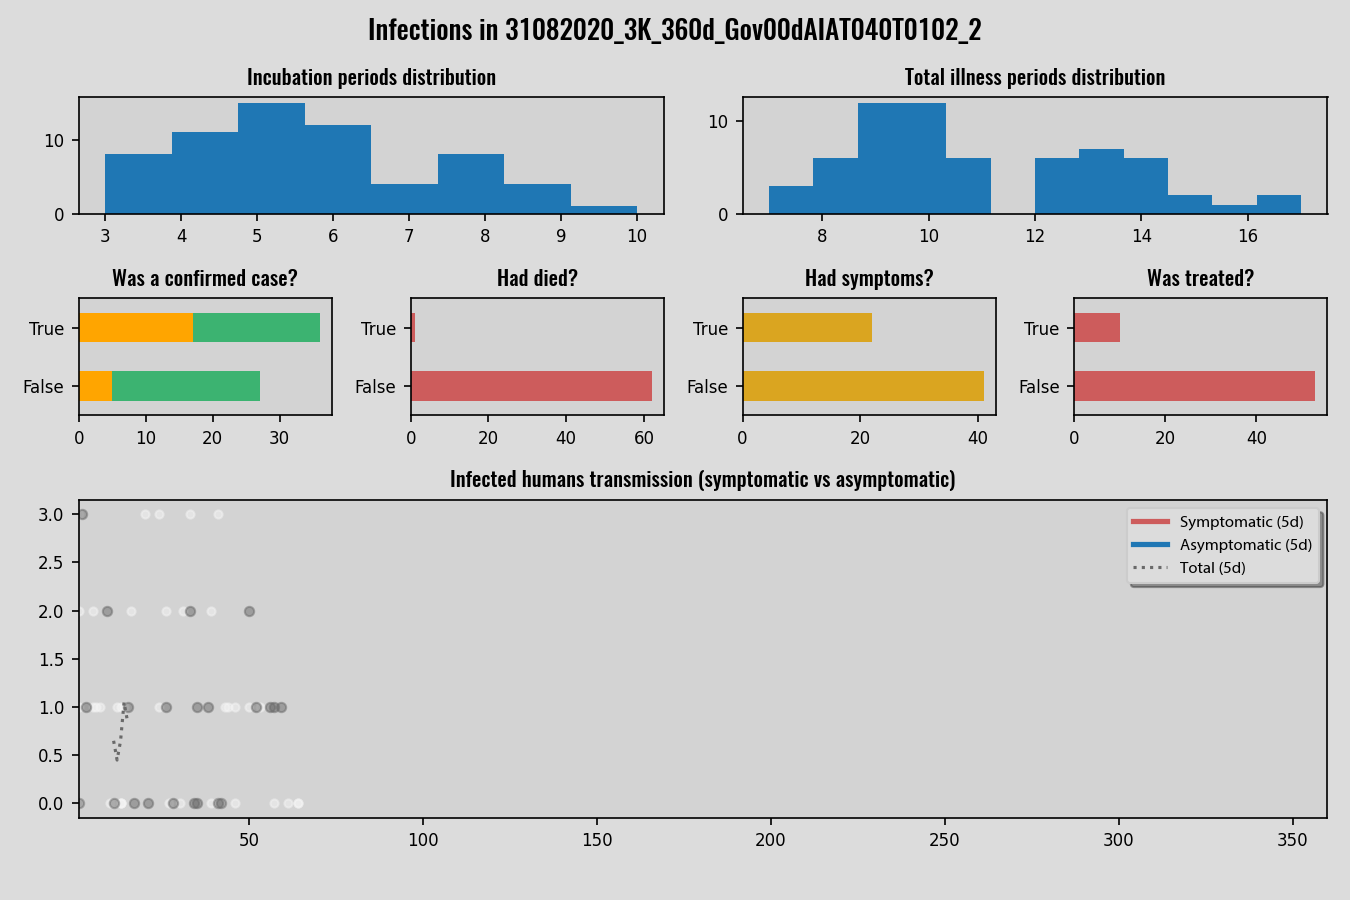 Infections in 31082020_3K_360d_Gov00dAIAT040T0102_2
Incubation periods distribution
Total illness periods distribution
10
0
3 4 5 6 7 8 9 10
10
0
8 10 12 14 16
Was a confirmed case?
Had died?
Had symptoms?
Was treated?
True
False
0 10 20 30
True
False
0 20 40 60
True
False
0 20 40
True
False
0 20 40
Infected humans transmission (symptomatic vs asymptomatic)
3.0
2.5
2.0
1.5
1.0
0.5
0.0
Symptomatic (5d)
Asymptomatic (5d)
Total (5d)
50 100 150 200 250 300 350